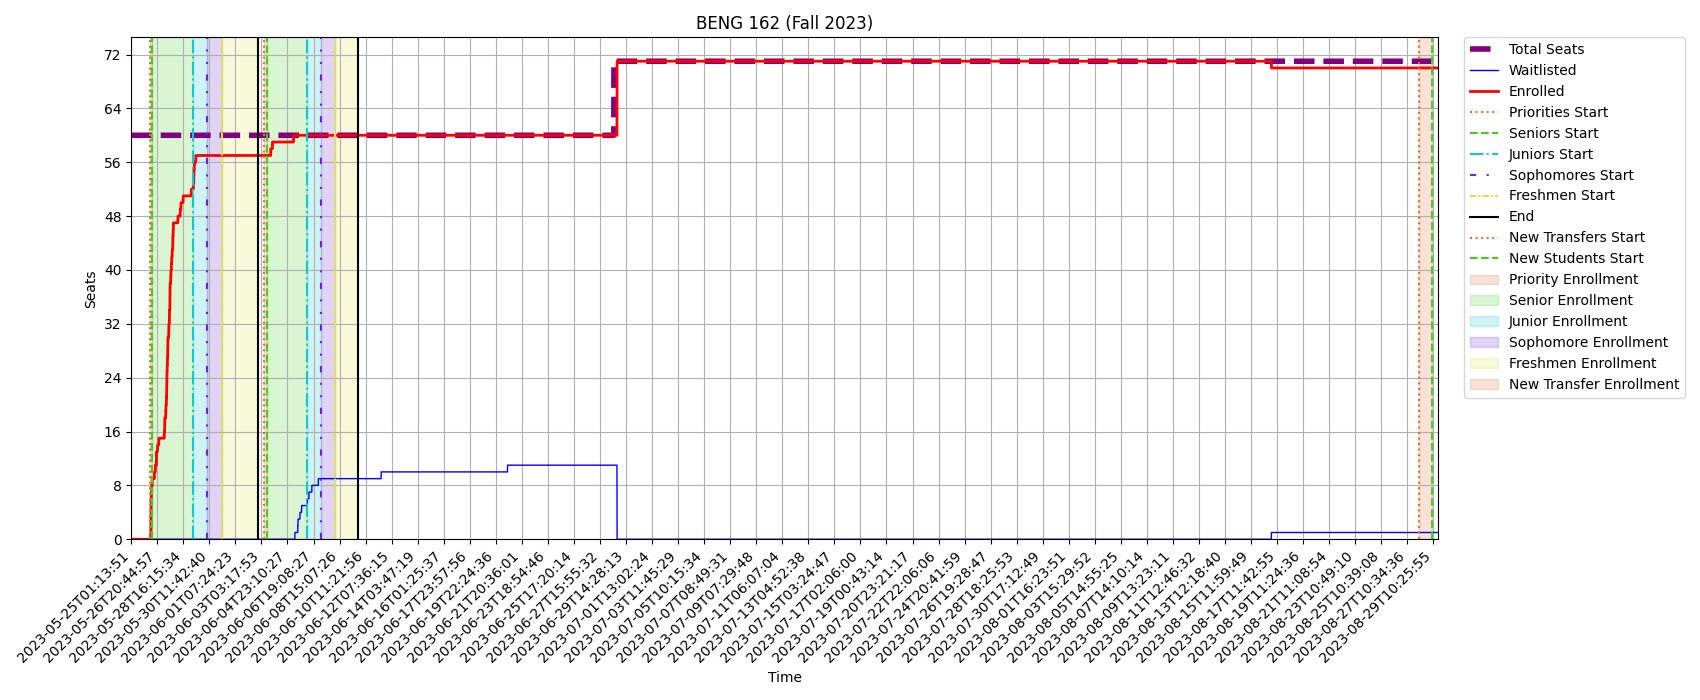 BENG 162 (Fall 2023)
Seats
72
64
56
48
40
32
24
16
8
0
2023-05-25T01:13:51
2023-05-26T20:44:57
2023-05-28T16:15:34
2023-05-30T11:42:40
2023-06-01T07:24:23
2023-06-03T03:17:53
2023-06-04T23:10:27
2023-06-06T19:08:27
2023-06-08T15:07:26
2023-06-10T11:21:56
2023-06-12T07:36:15
2023-06-14T03:47:19
2023-06-16T01:25:37
2023-06-17T23:57:56
2023-06-19T22:24:36
2023-06-21T20:36:01
2023-06-23T18:54:46
2023-06-25T17:20:14
2023-06-27T15:55:32
2023-06-29T14:28:13
2023-07-01T13:02:24
2023-07-03T11:45:29
2023-07-05T10:15:34
2023-07-07T08:49:31
2023-07-09T07:29:48
2023-07-11T06:07:04
2023-07-13T04:52:38
2023-07-15T03:24:47
2023-07-17T02:06:00
2023-07-19T00:43:14
2023-07-20T23:21:17
2023-07-22T22:06:06
2023-07-24T20:41:59
2023-07-26T19:28:47
2023-07-28T18:25:53
2023-07-30T17:12:49
2023-08-01T16:23:51
2023-08-03T15:29:52
2023-08-05T14:55:25
2023-08-07T14:10:14
2023-08-09T13:23:11
2023-08-11T12:46:32
2023-08-13T12:18:40
2023-08-15T11:59:49
2023-08-17T11:42:55
2023-08-19T11:24:36
2023-08-21T11:08:54
2023-08-23T10:49:10
2023-08-25T10:39:08
2023-08-27T10:34:36
2023-08-29T10:25:55
Time
Total Seats
Waitlisted
Enrolled
Priorities Start
Seniors Start
Juniors Start
Sophomores Start
Freshmen Start
End
New Transfers Start
New Students Start
Priority Enrollment
Senior Enrollment
Junior Enrollment
Sophomore Enrollment
Freshmen Enrollment
New Transfer Enrollment